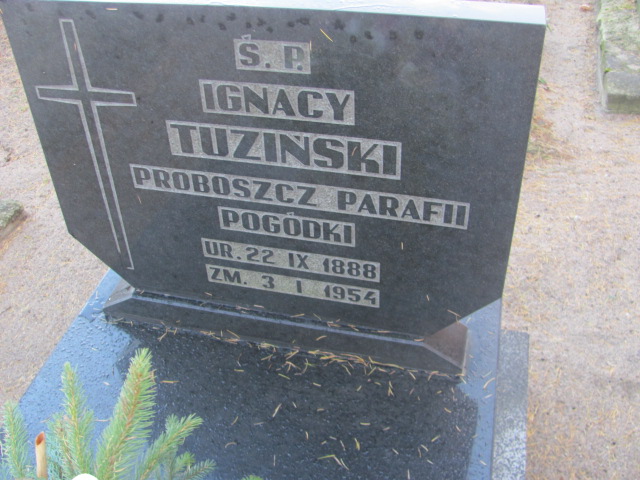 Ś. P.
IGNACY
TUZIŃSKI
PROBOSZCZ PARAFII
POGÓDKI
UR. 22 IX 1888
ZM. 3 I 1954